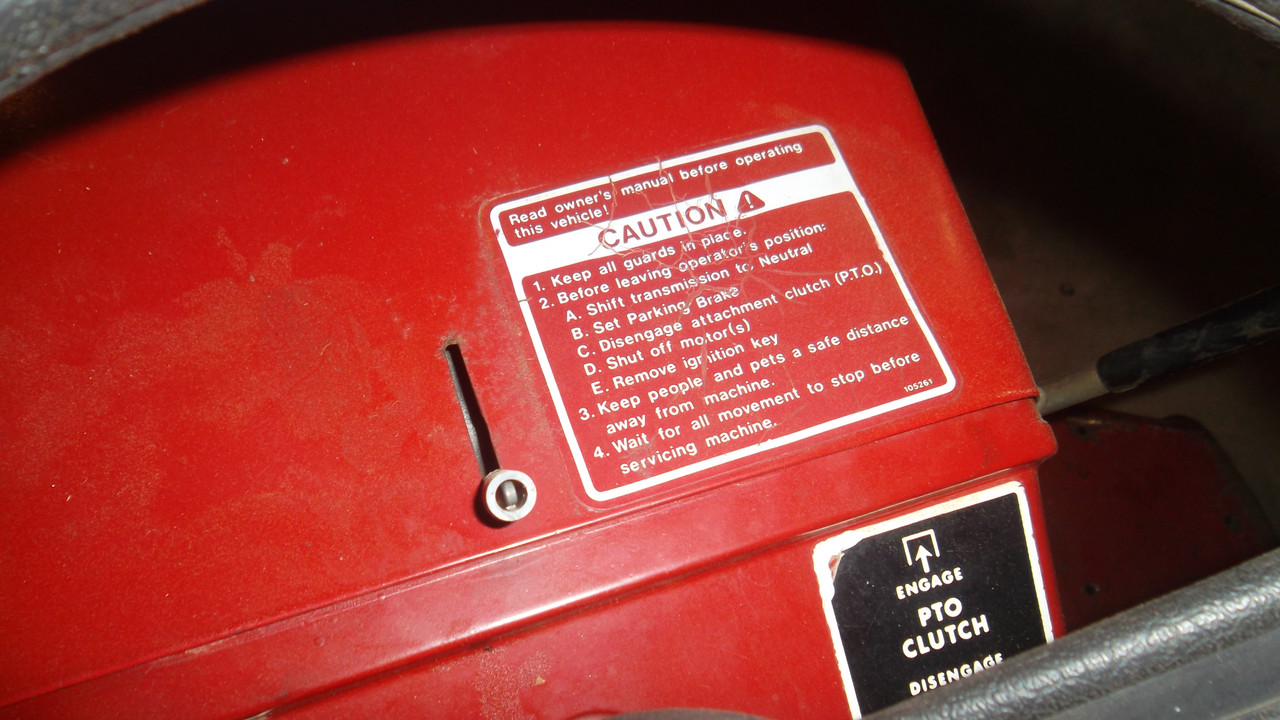 Read owner's manual before operating
this vehicle!
CAUTION
1. Keep all guards in place.
2. Before leaving operator's position:
A. Shift transmission to Neutral
B. Set Parking Brake
C. Disengage attachment clutch (P.T.O.)
D. Shut off motor(s)
E. Remove ignition key
3. Keep people and pets a safe distance
away from machine.
4. Wait for all movement to stop before
servicing machine.
105261
ENGAGE
PTO
CLUTCH
DISENGAGE